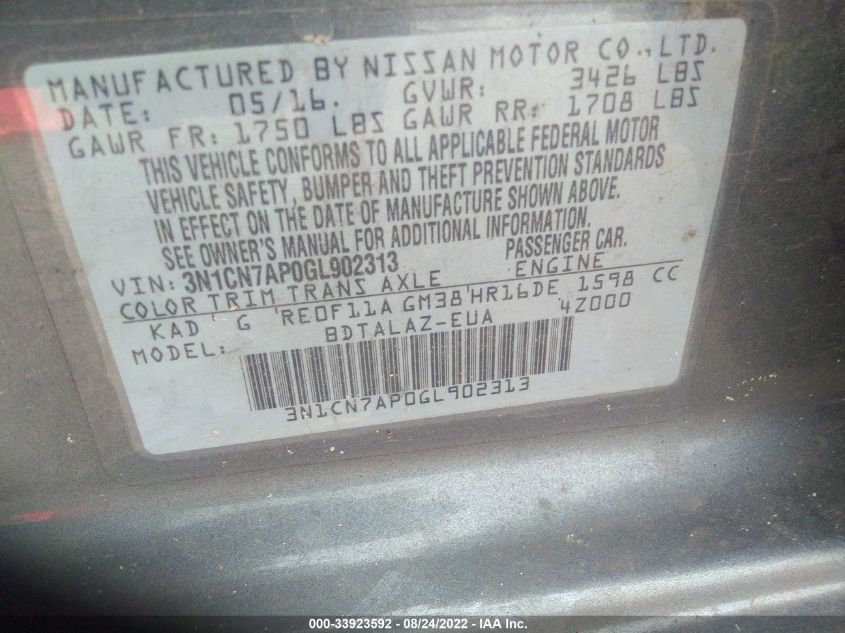 MANUFACTURED BY NISSAN MOTOR CO., LTD.
DATE: 05/16. GVWR: 3426 LBS
GAWR FR: 1750 LBS GAWR RR: 1708 LBS
THIS VEHICLE CONFORMS TO ALL APPLICABLE FEDERAL MOTOR
VEHICLE SAFETY, BUMPER AND THEFT PREVENTION STANDARDS
IN EFFECT ON THE DATE OF MANUFACTURE SHOWN ABOVE.
SEE OWNER'S MANUAL FOR ADDITIONAL INFORMATION.
VIN: 3N1CN7AP0GL902313 PASSENGER CAR.
COLOR TRIM TRANS AXLE ENGINE
KAD G RE0F11A GM38 HR16DE 1598 CC
MODEL: BDTALAZ-EUA 4Z000
3N1CN7AP0GL902313
000-33923592 - 08/24/2022 - IAA Inc.